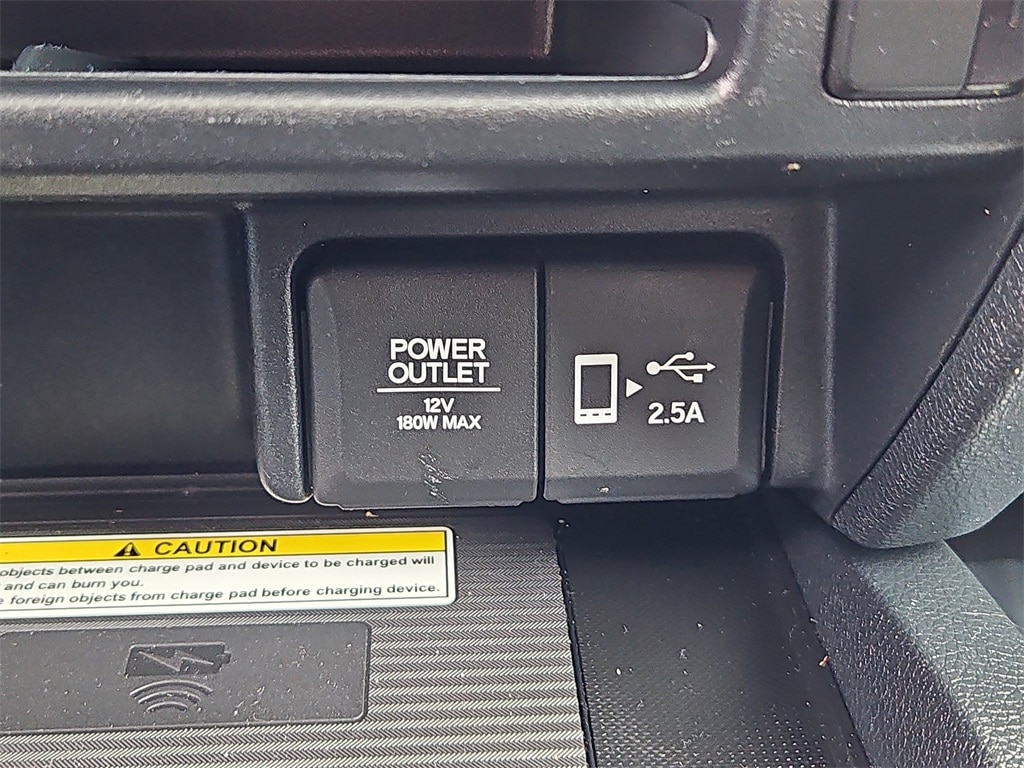 POWER
OUTLET
12V
180W MAX
2.5A
CAUTION
objects between charge pad and device to be charged will
and can burn you.
foreign objects from charge pad before charging device.